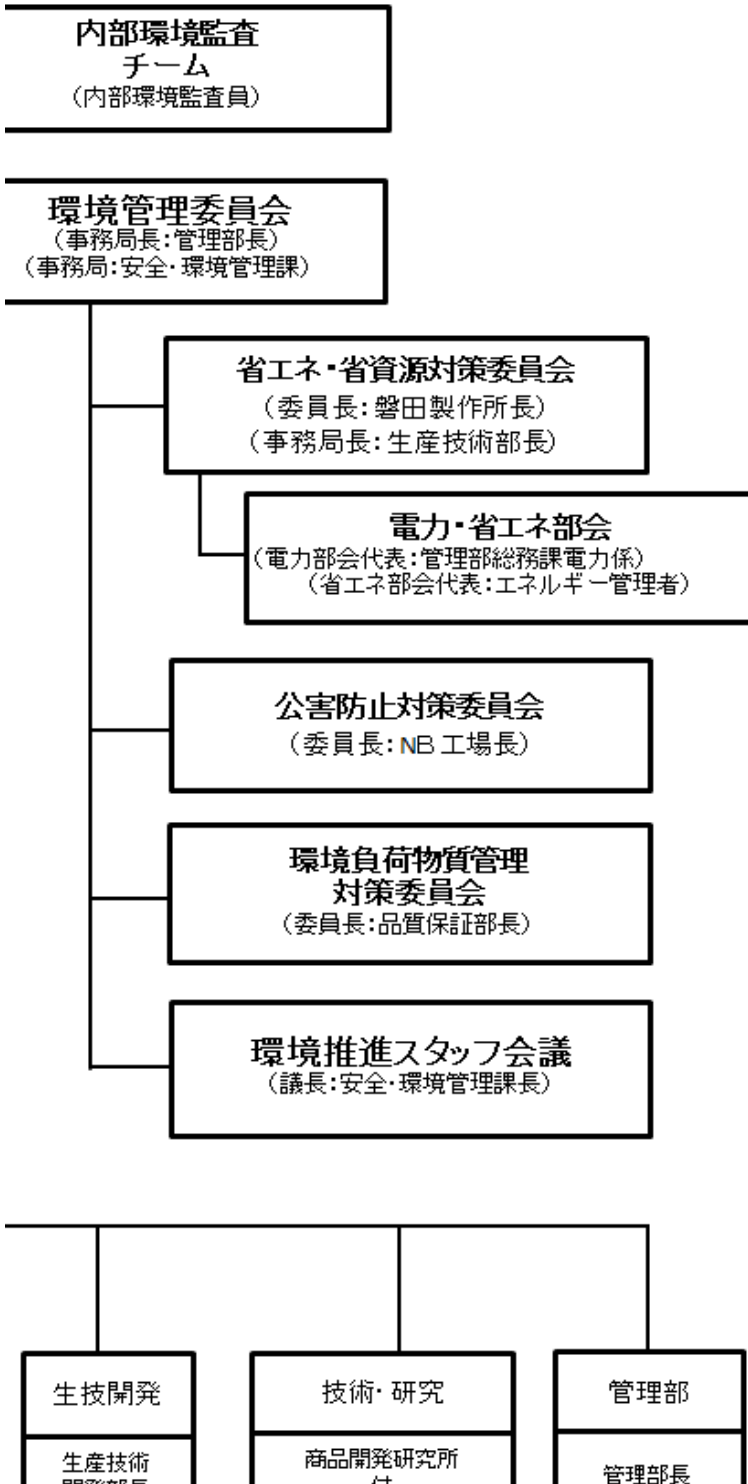 内部環境監査
チーム
（内部環境監査員）
環境管理委員会
（事務局長：管理部長）
（事務局：安全・環境管理課）
省エネ・省資源対策委員会
（委員長：磐田製作所長）
（事務局長：生産技術部長）
電力・省エネ部会
（電力部会代表：管理部総務課電力係）
（省エネ部会代表：エネルギー管理者）
公害防止対策委員会
（委員長：NB工場長）
環境負荷物質管理
対策委員会
（委員長：品質保証部長）
環境推進スタッフ会議
（議長：安全・環境管理課長）
生技開発
技術・研究
管理部
生産技術
開発部長
商品開発研究所
付
管理部長